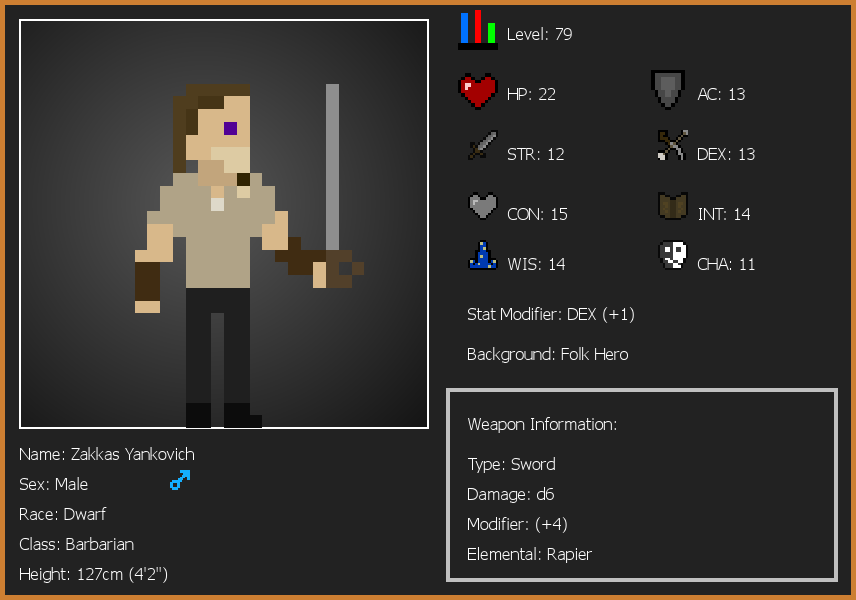 Level: 79
HP: 22
AC: 13
STR: 12
DEX: 13
CON: 15
INT: 14
WIS: 14
CHA: 11
Stat Modifier: DEX (+1)
Background: Folk Hero
Weapon Information:
Type: Sword
Damage: d6
Modifier: (+4)
Elemental: Rapier
Name: Zakkas Yankovich
Sex: Male
Race: Dwarf
Class: Barbarian
Height: 127cm (4'2")